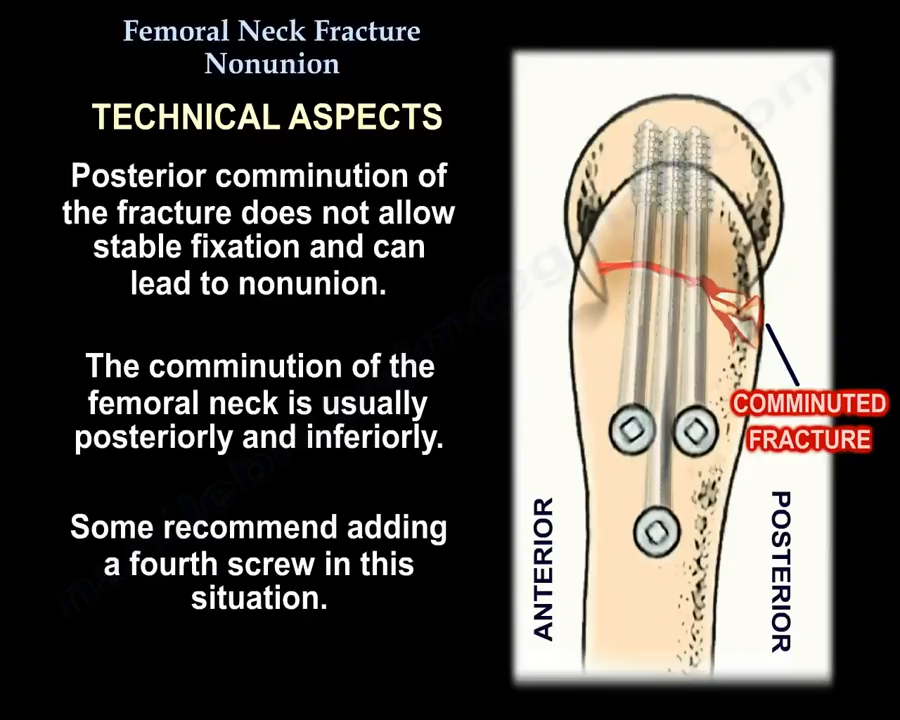 Femoral Neck Fracture
Nonunion
TECHNICAL ASPECTS
Posterior comminution of
the fracture does not allow
stable fixation and can
lead to nonunion.
The comminution of the
femoral neck is usually
posteriorly and inferiorly.
Some recommend adding
a fourth screw in this
situation.
COMMINUTED
FRACTURE
ANTERIOR
POSTERIOR